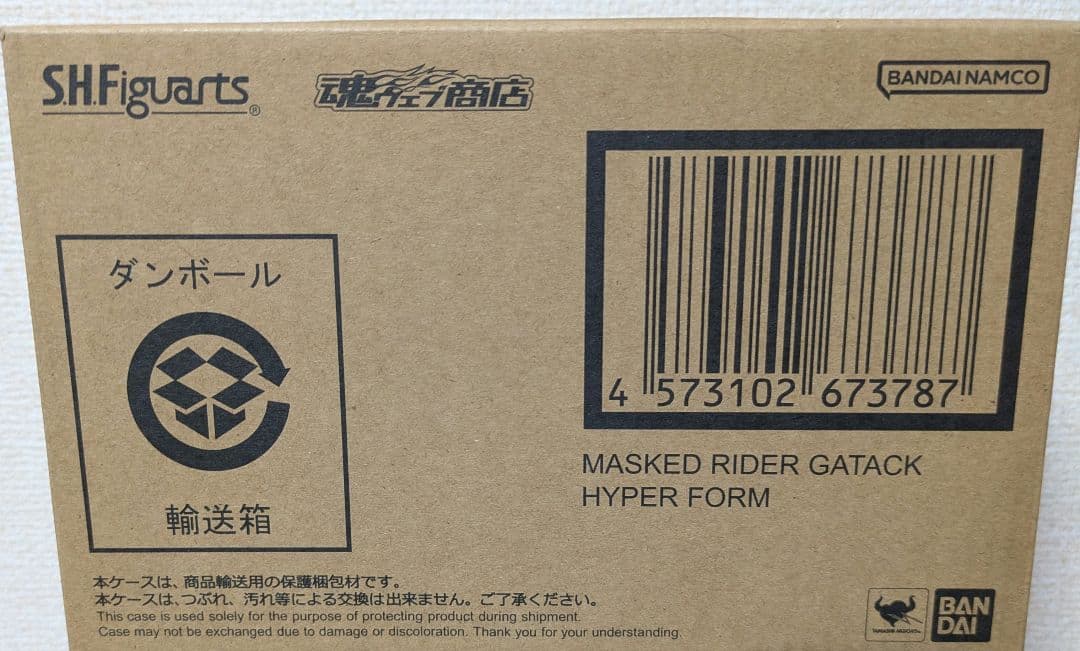 S.H.Figuarts®
魂ウェブ商店
BANDAI NAMCO
ダンボール
輸送箱
4 573102 673787
MASKED RIDER GATACK
HYPER FORM
本ケースは、商品輸送用の保護梱包材です。
本ケースは、つぶれ、汚れ等による交換は出来ません。ご了承ください。
This case is used solely for the purpose of protecting product during shipment.
Case may not be exchanged due to damage or discoloration. Thank you for your understanding.
TAMASHII NATIONS
BAN
DAI